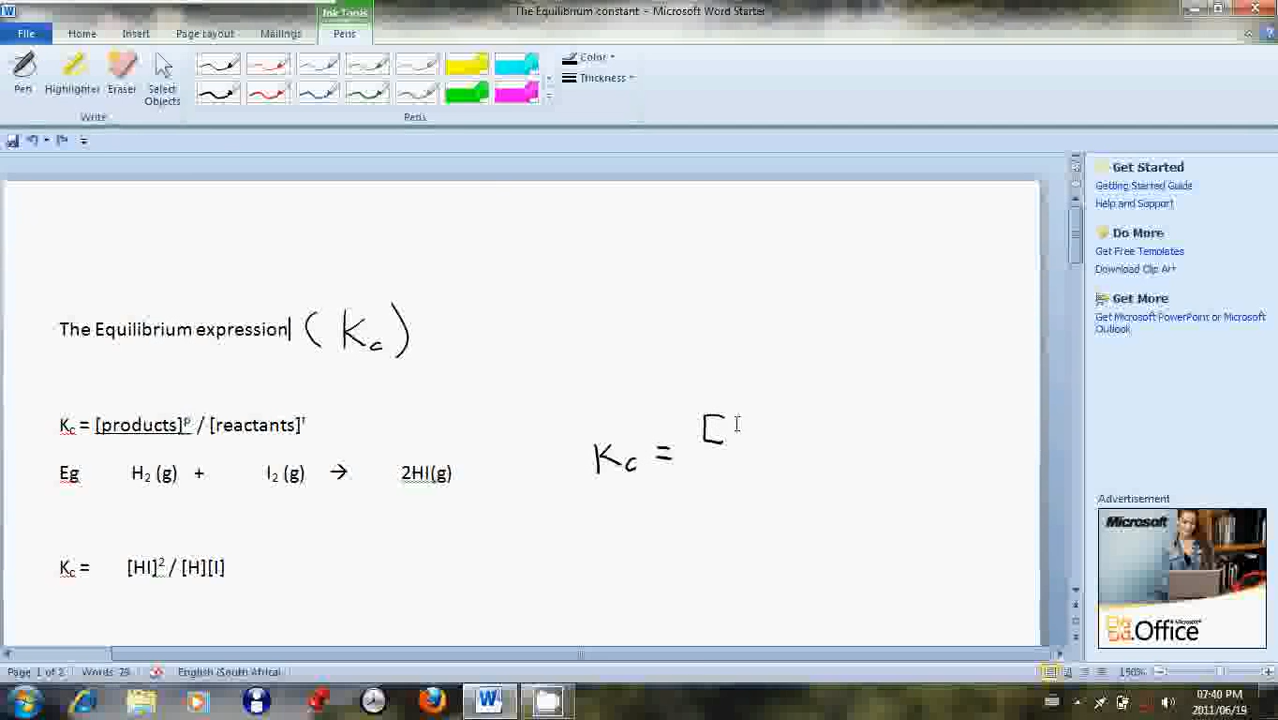 The Equilibrium constant - Microsoft Word Starter
Ink Tools
File Home Insert Page Layout Mailings Pens
Pen Highlighter Eraser Select Objects
Color
Thickness
Write Pens
Get Started
Getting Started Guide
Help and Support
Do More
Get Free Templates
Download Clip Art
Get More
Get Microsoft PowerPoint or Microsoft
Outlook
The Equilibrium expression ( Kc )
Kc = [products]ᵖ / [reactants]ʳ
Kc = [
Eg H₂ (g) + I₂ (g) → 2HI(g)
Kc = [HI]² / [H][I]
Advertisement
Microsoft
Office
Page 1 of 2 Words 29 English (South Africa) 150%
07:40 PM
2011/06/19